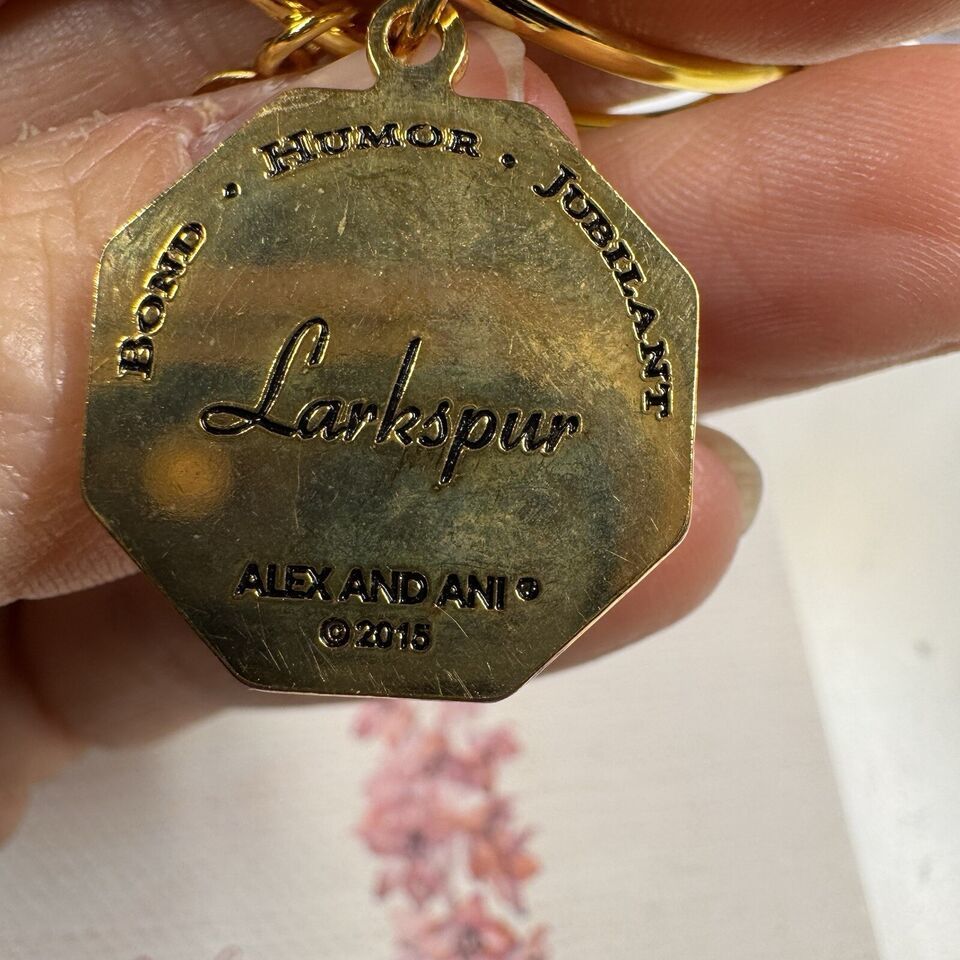 BOND · HUMOR · JUBILANT
Larkspur
ALEX AND ANI ®
© 2015